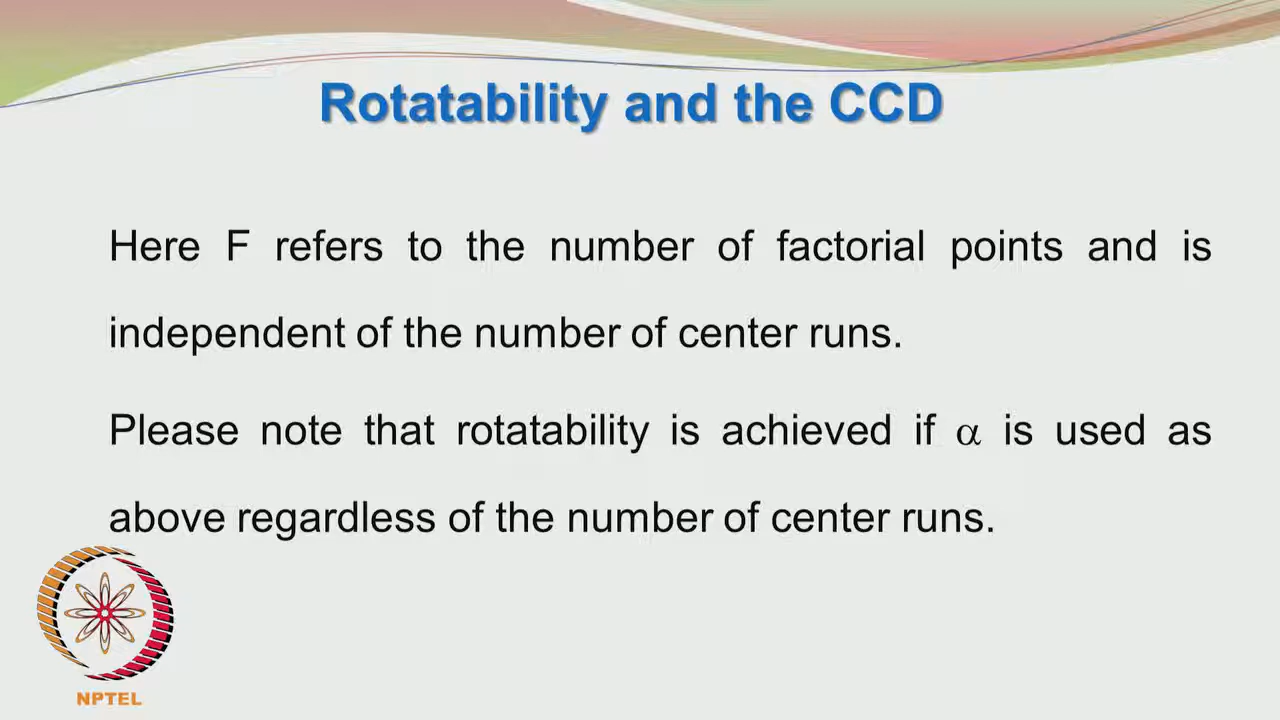 Rotatability and the CCD
Here F refers to the number of factorial points and is
independent of the number of center runs.
Please note that rotatability is achieved if α is used as
above regardless of the number of center runs.
NPTEL